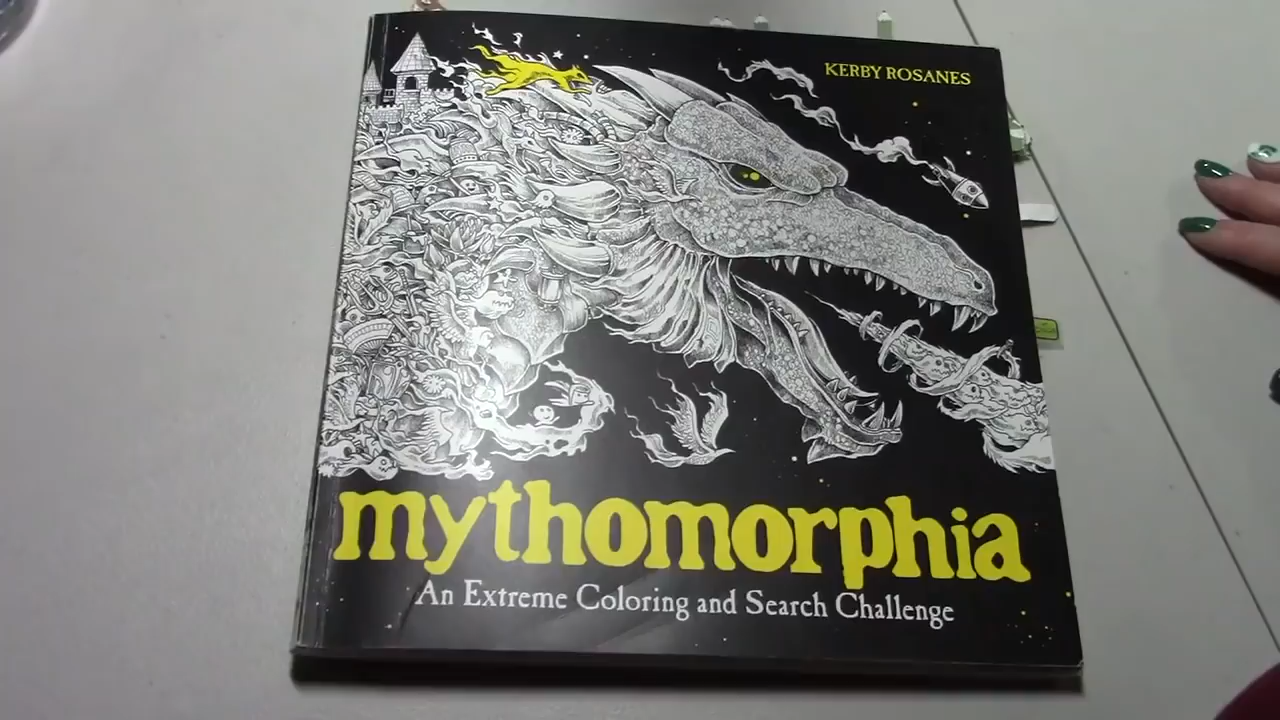 KERBY ROSANES
mythomorphia
An Extreme Coloring and Search Challenge